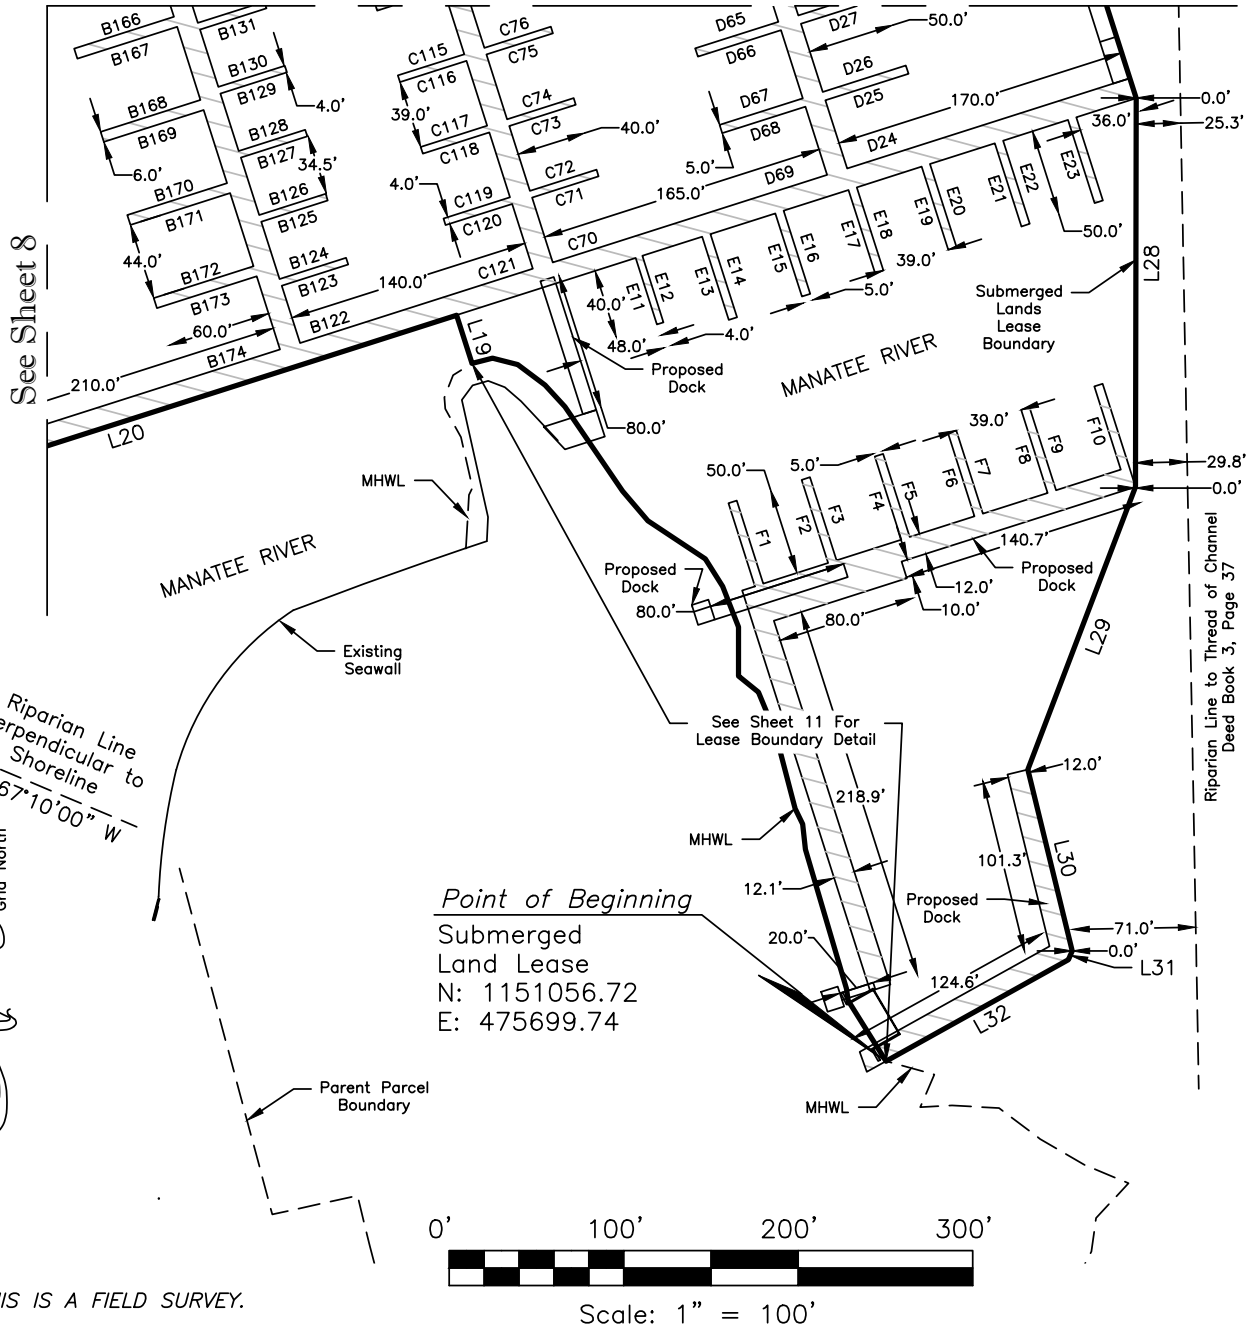 B166
B167
B131
B130
B129
B168
B169
B128
B127
B126
B125
B170
B171
B124
B123
B172
B173
B122
B174
4.0'
34.5'
6.0'
44.0'
60.0'
210.0'
140.0'
See Sheet 8
C76
C75
C115
C116
C74
C73
C117
C118
C72
C71
C119
C120
C70
C121
39.0'
40.0'
4.0'
165.0'
D65
D66
D27
D26
D25
D67
D68
D24
D69
50.0'
170.0'
5.0'
36.0'
0.0'
25.3'
E11
E12
E13
E14
E15
E16
E17
E18
E19
E20
E21
E22
E23
50.0'
39.0'
5.0'
4.0'
40.0'
48.0'
80.0'
Proposed
Dock
L19
L20
L28
Submerged
Lands
Lease
Boundary
MANATEE RIVER
MHWL
MANATEE RIVER
F1
F2
F3
F4
F5
F6
F7
F8
F9
F10
50.0'
5.0'
39.0'
29.8'
0.0'
140.7'
12.0'
10.0'
Proposed
Dock
Proposed
Dock
80.0'
80.0'
Existing
Seawall
L29
Riparian Line to Thread of Channel
Deed Book 3, Page 37
Riparian Line
erpendicular to
Shoreline
67°10'00" W
See Sheet 11 For
Lease Boundary Detail
218.9'
12.0'
MHWL
101.3'
L30
12.1'
Proposed
Dock
20.0'
71.0'
0.0'
L31
124.6'
L32
Point of Beginning
Submerged
Land Lease
N: 1151056.72
E: 475699.74
Parent Parcel
Boundary
MHWL
0' 100' 200' 300'
Scale: 1" = 100'
IS IS A FIELD SURVEY.